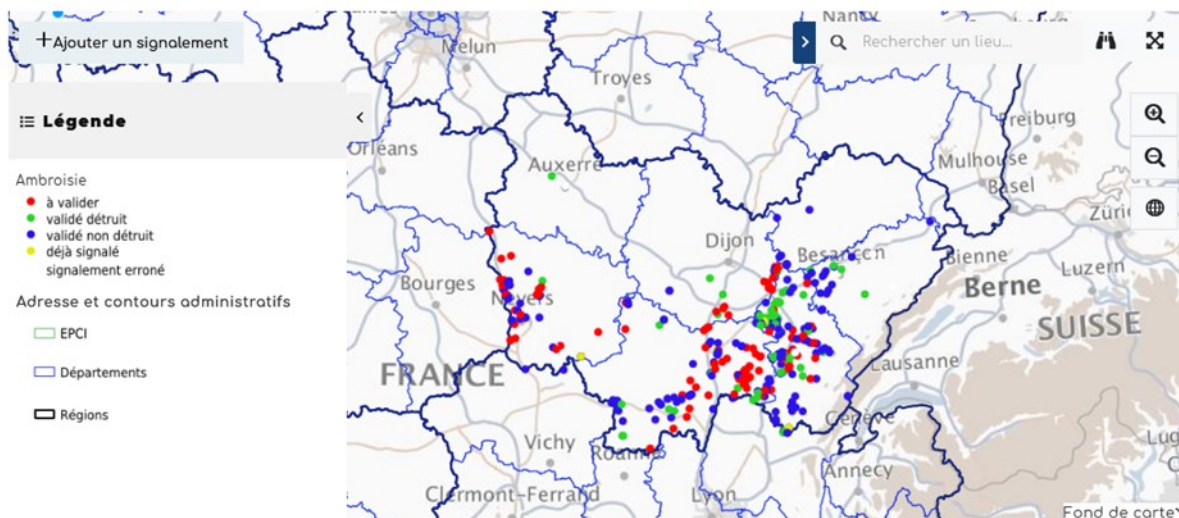 +Ajouter un signalement
Rechercher un lieu...
Légende
Ambroisie
à valider
validé détruit
validé non détruit
déjà signalé
signalement erroné
Adresse et contours administratifs
EPCI
Départements
Régions
Nancy
Melun
Troyes
Freiburg
Orléans
Auxerre
Mulhouse
Basel
Dijon
Besançon
Bienne
Luzern
Bourges
Nevers
Berne
SUISSE
FRANCE
Lausanne
Genève
Vichy
Roanne
Annecy
Clermont-Ferrand
Lyon
Fond de carte